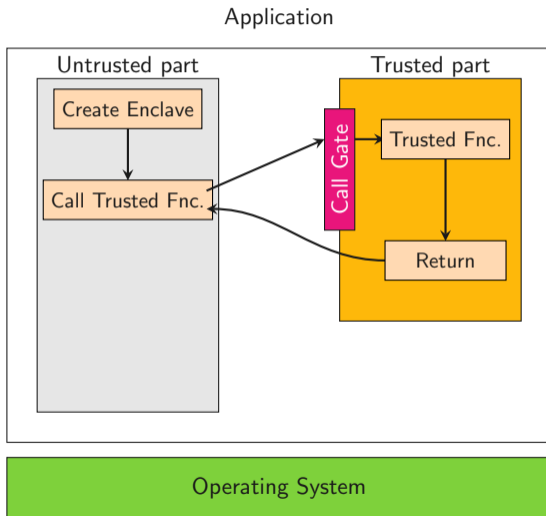 Application
Untrusted part
Trusted part
Create Enclave
Call Gate
Trusted Fnc.
Call Trusted Fnc.
Return
Operating System